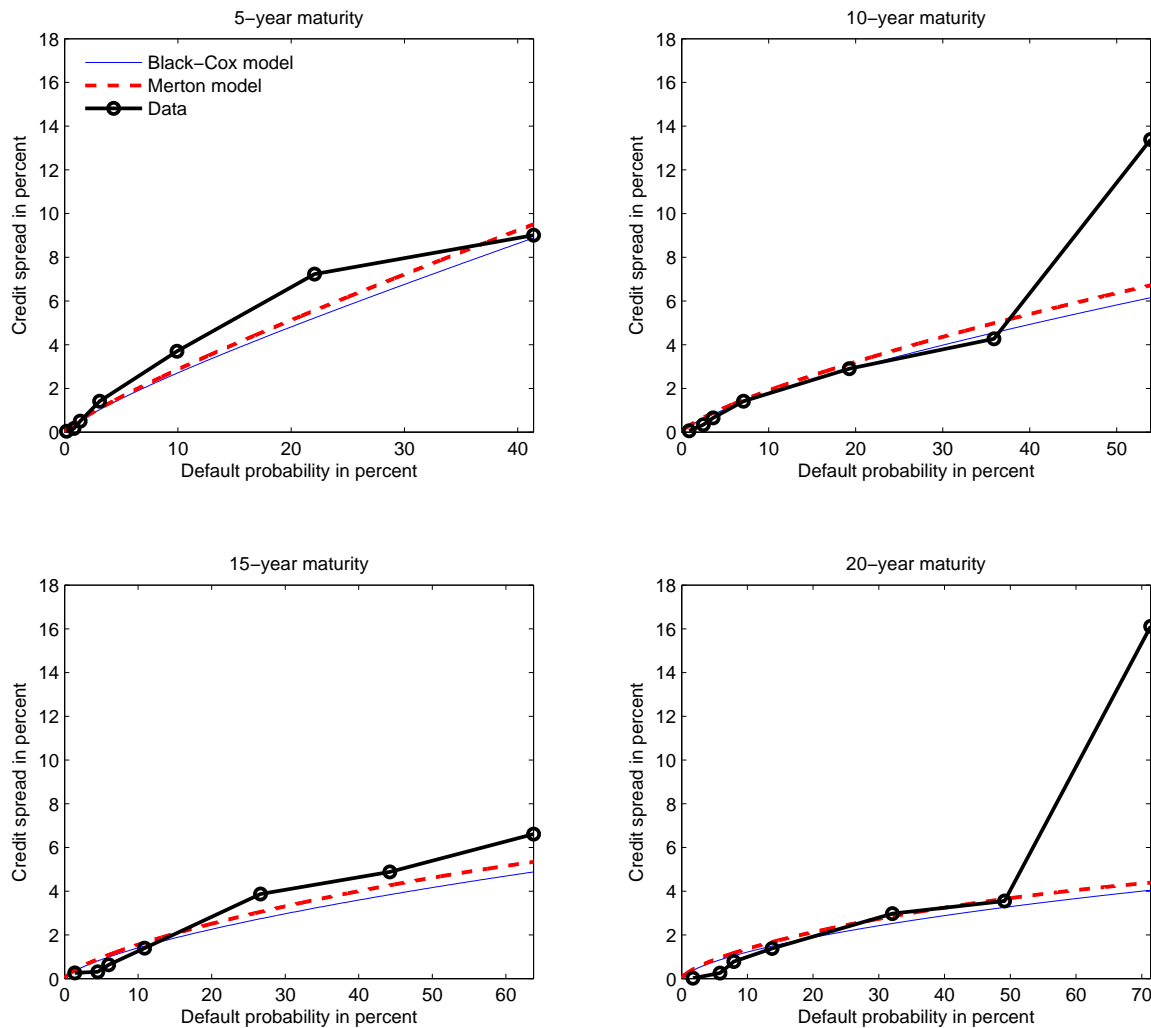 5−year maturity
18
16
14
12
10
8
6
4
2
0
Credit spread in percent
Black−Cox model
Merton model
Data
0 10 20 30 40
Default probability in percent
10−year maturity
18
16
14
12
10
8
6
4
2
0
Credit spread in percent
0 10 20 30 40 50
Default probability in percent
15−year maturity
18
16
14
12
10
8
6
4
2
0
Credit spread in percent
0 10 20 30 40 50 60
Default probability in percent
20−year maturity
18
16
14
12
10
8
6
4
2
0
Credit spread in percent
0 10 20 30 40 50 60 70
Default probability in percent